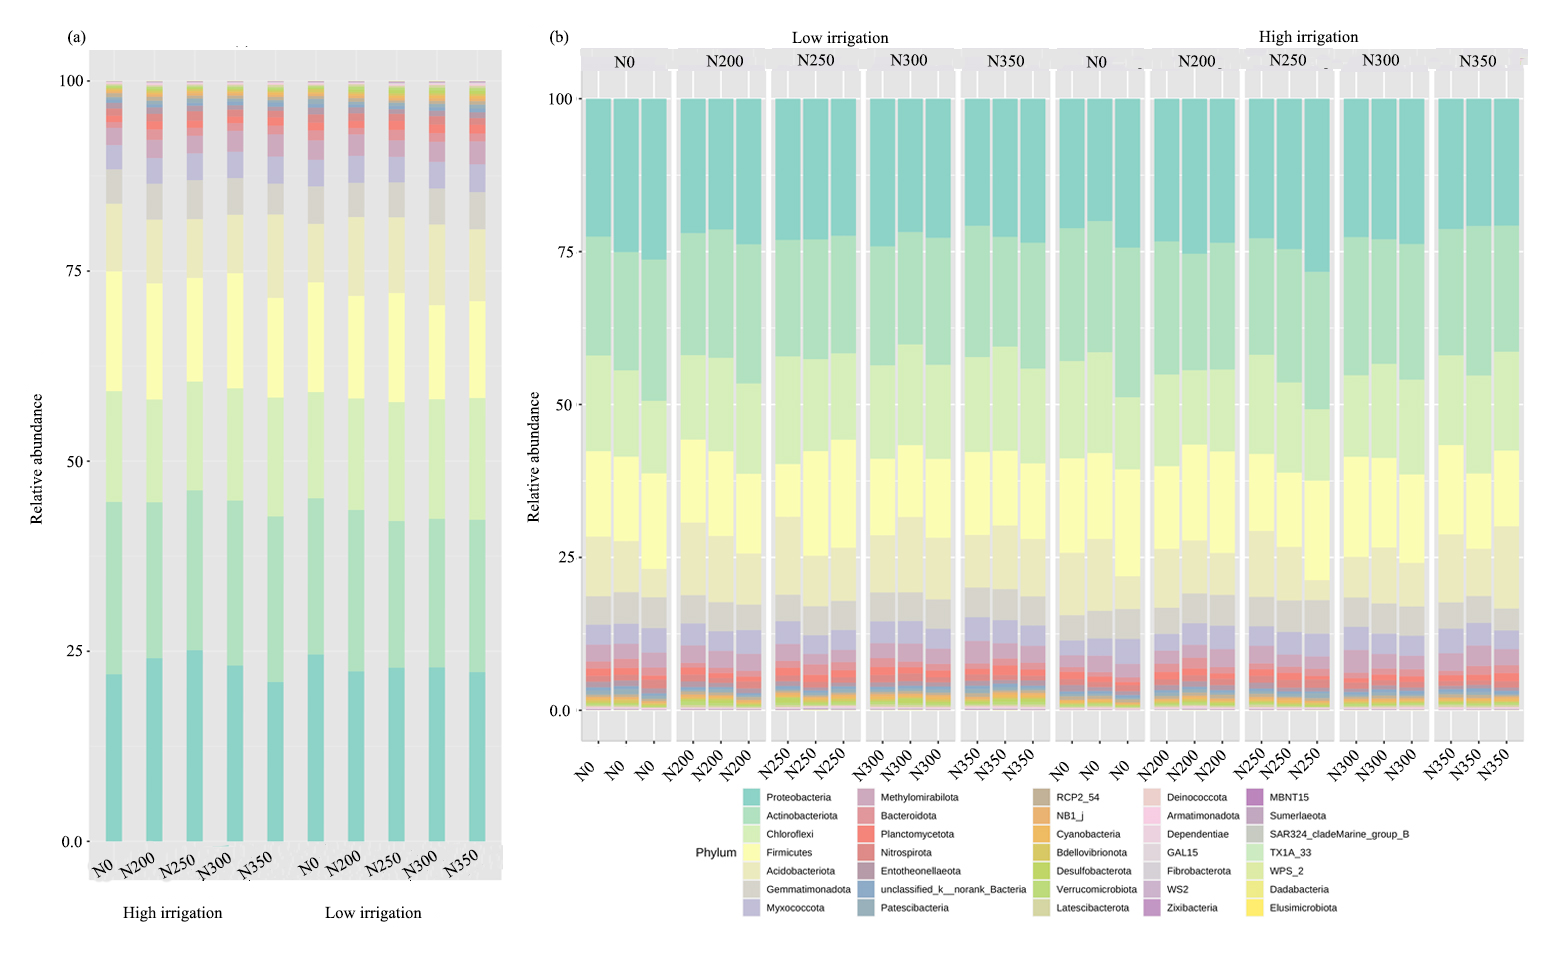 (a)
100
75
50
25
0.0
Relative abundance
N0 N200 N250 N300 N350 N0 N200 N250 N300 N350
High irrigation Low irrigation
(b)
Low irrigation High irrigation
N0 N200 N250 N300 N350 N0 N200 N250 N300 N350
100
75
50
25
0.0
Relative abundance
N0 N0 N0 N200 N200 N200 N250 N250 N250 N300 N300 N300 N350 N350 N350 N0 N0 N0 N200 N200 N200 N250 N250 N250 N300 N300 N300 N350 N350 N350
Phylum
Proteobacteria
Actinobacteriota
Chloroflexi
Firmicutes
Acidobacteriota
Gemmatimonadota
Myxococcota
Methylomirabilota
Bacteroidota
Planctomycetota
Nitrospirota
Entotheonellaeota
unclassified_k__norank_Bacteria
Patescibacteria
RCP2_54
NB1_j
Cyanobacteria
Bdellovibrionota
Desulfobacterota
Verrucomicrobiota
Latescibacterota
Deinococcota
Armatimonadota
Dependentiae
GAL15
Fibrobacterota
WS2
Zixibacteria
MBNT15
Sumerlaeota
SAR324_cladeMarine_group_B
TX1A_33
WPS_2
Dadabacteria
Elusimicrobiota